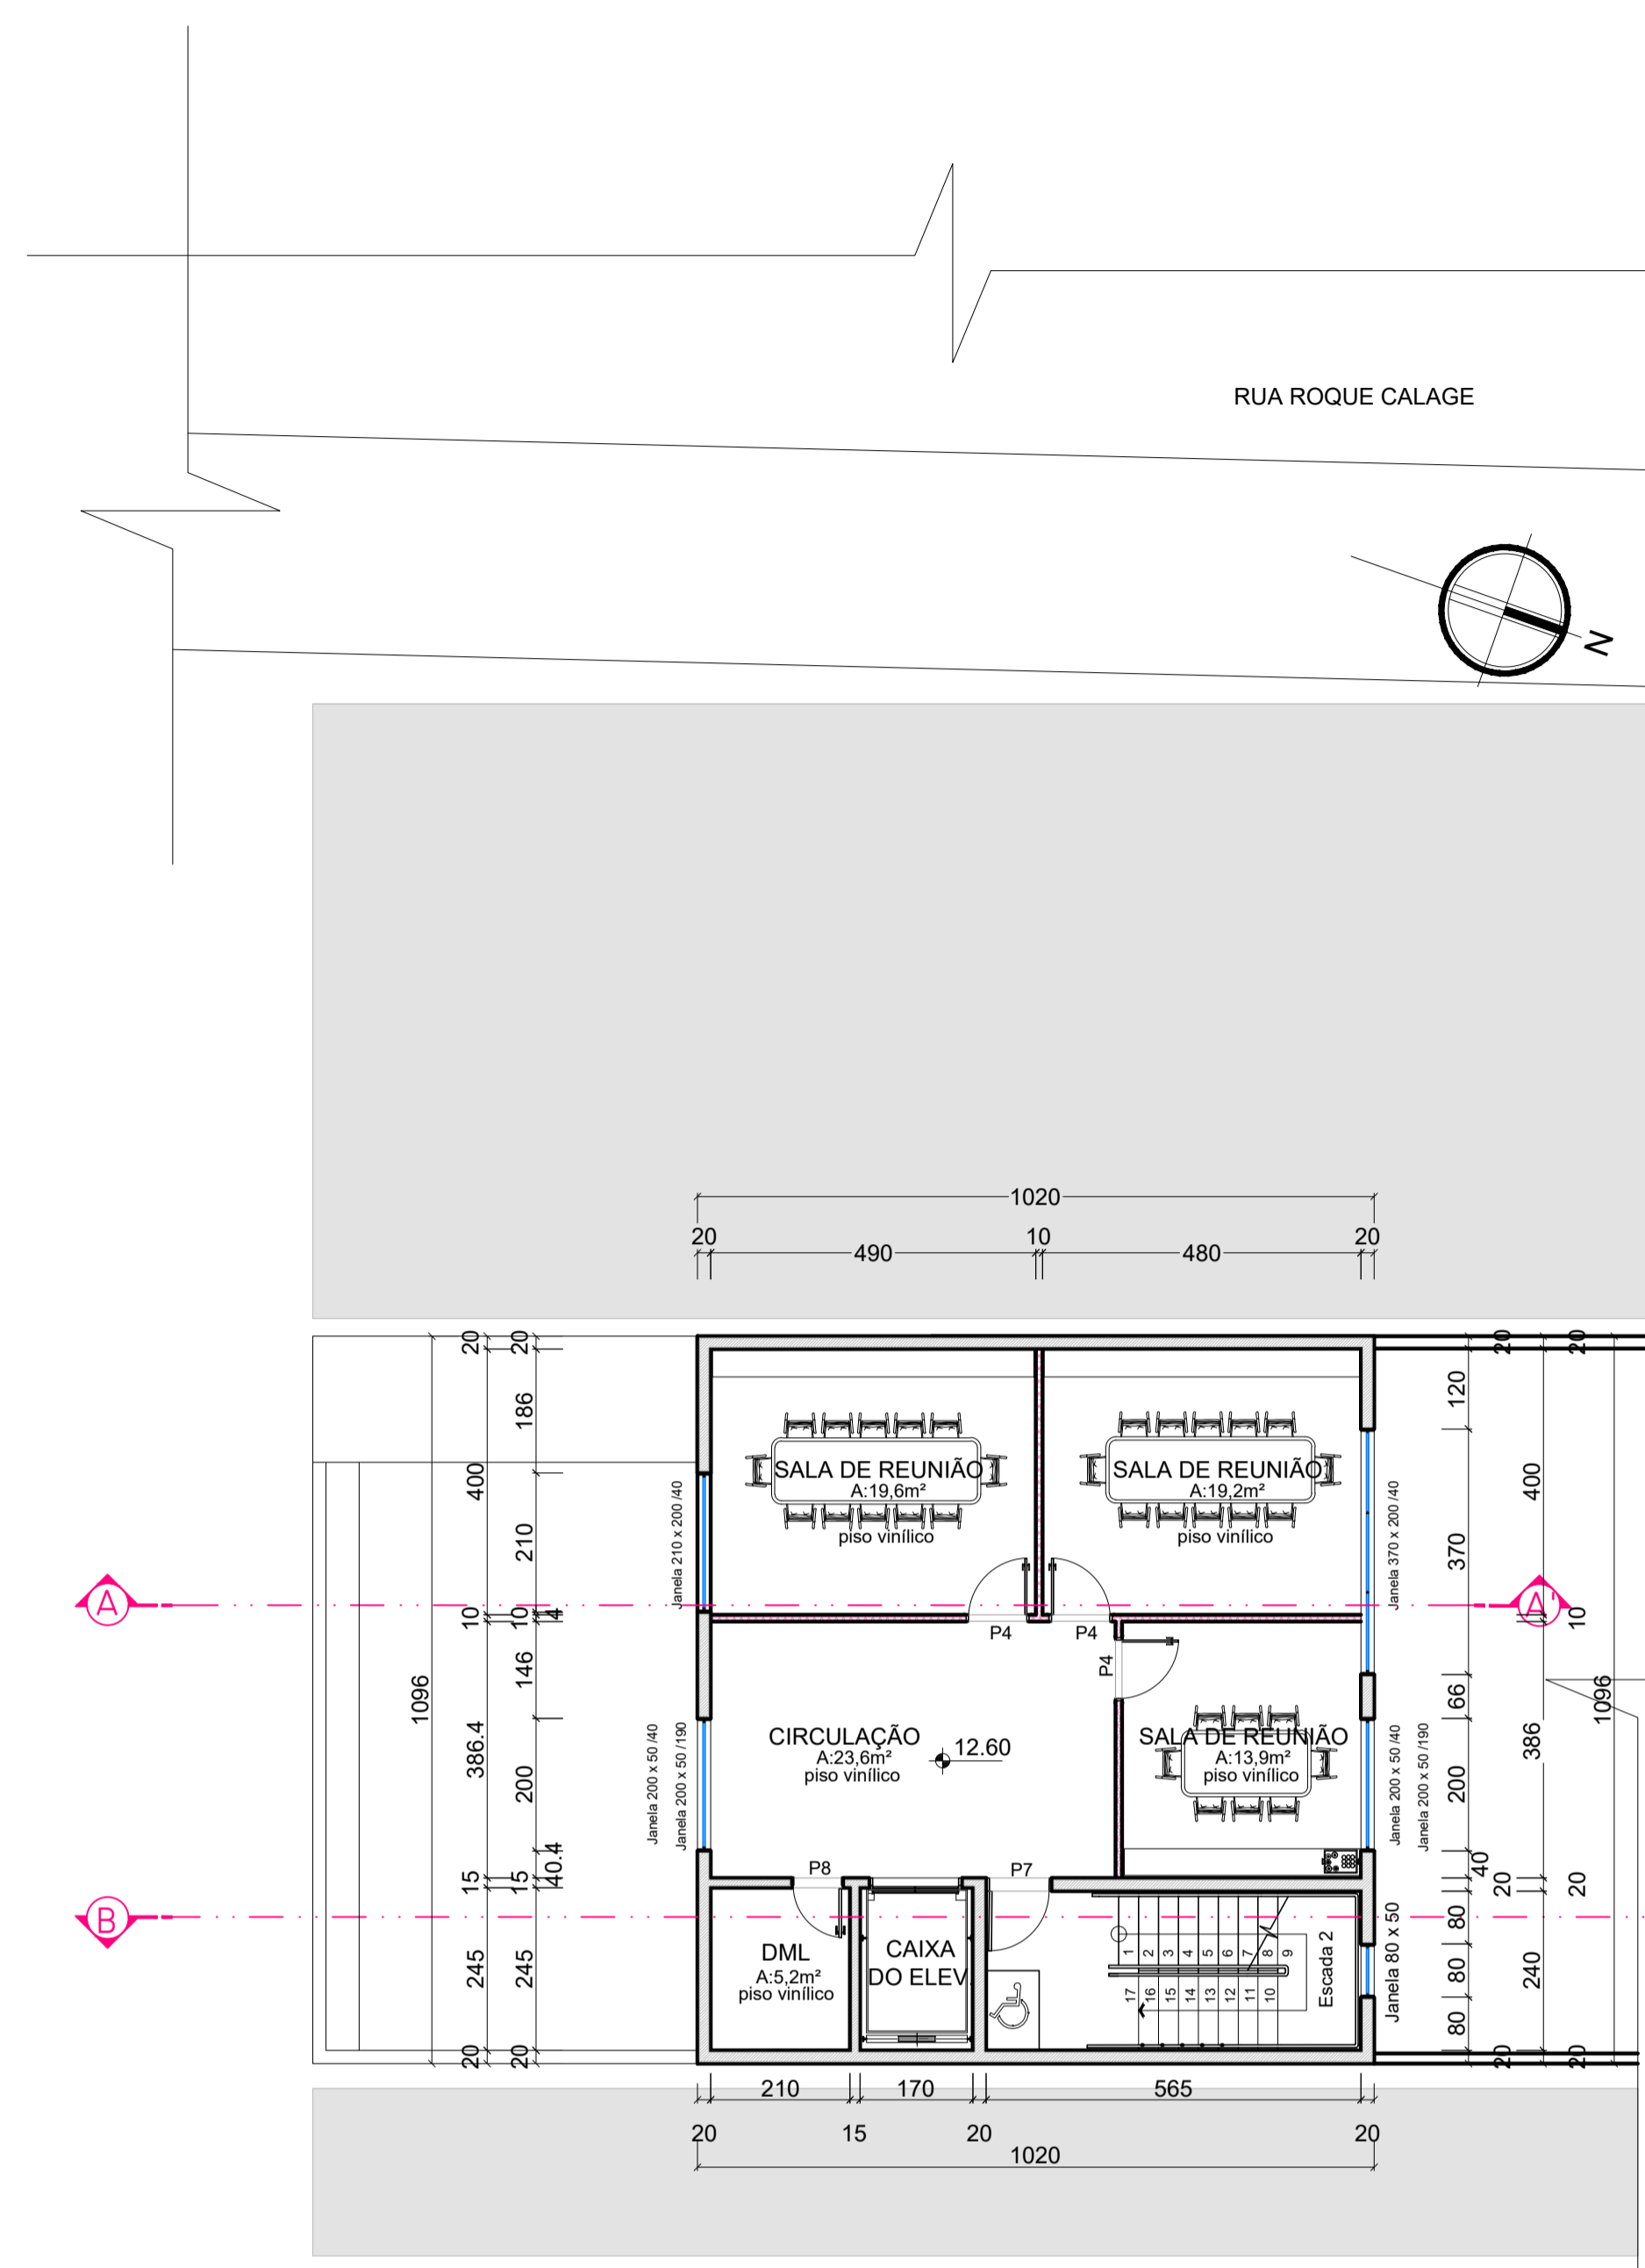 RUA ROQUE CALAGE
N
1020
20
10
20
490
480
20
20
20
20
20
120
186
400
400
210
370
10
10
4
10
146
66
1096
1096
386.4
386
200
200
40.4
40
15
15
20
20
80
245
245
80
240
80
20
20
20
20
Janela 210 x 200 /40
Janela 370 x 200 /40
Janela 200 x 50 /40
Janela 200 x 50 /190
Janela 200 x 50 /40
Janela 200 x 50 /190
Janela 80 x 50
A
A'
B
SALA DE REUNIÃO
A:19,6m²
piso vinílico
SALA DE REUNIÃO
A:19,2m²
piso vinílico
P4
P4
P4
CIRCULAÇÃO
A:23,6m²
piso vinílico
12.60
SALA DE REUNIÃO
A:13,9m²
piso vinílico
P8
P7
DML
A:5,2m²
piso vinílico
CAIXA
DO ELEV.
1 2 3 4 5 6 7 8 9
17 16 15 14 13 12 11 10
Escada 2
210
170
565
20
15
20
20
1020